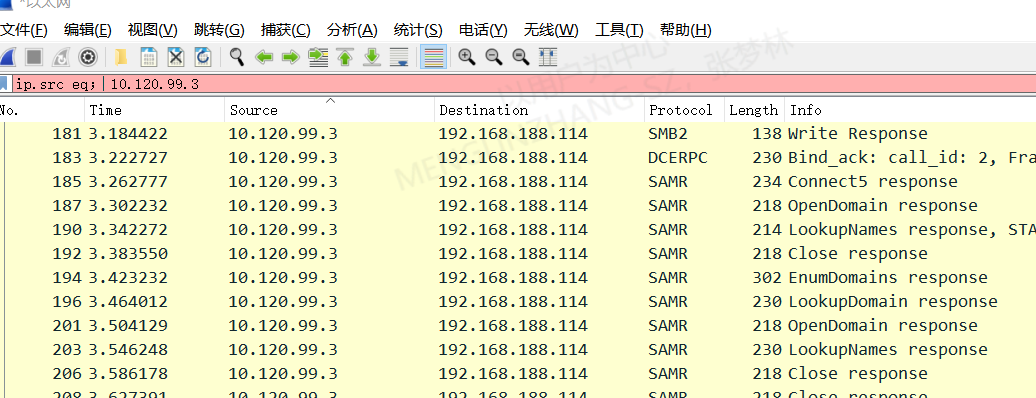 *以太网
文件(F) 编辑(E) 视图(V) 跳转(G) 捕获(C) 分析(A) 统计(S) 电话(Y) 无线(W) 工具(T) 帮助(H)
ip.src eq; 10.120.99.3
No. Time Source Destination Protocol Length Info
181 3.184422 10.120.99.3 192.168.188.114 SMB2 138 Write Response
183 3.222727 10.120.99.3 192.168.188.114 DCERPC 230 Bind_ack: call_id: 2, Fra
185 3.262777 10.120.99.3 192.168.188.114 SAMR 234 Connect5 response
187 3.302232 10.120.99.3 192.168.188.114 SAMR 218 OpenDomain response
190 3.342272 10.120.99.3 192.168.188.114 SAMR 214 LookupNames response, STA
192 3.383550 10.120.99.3 192.168.188.114 SAMR 218 Close response
194 3.423232 10.120.99.3 192.168.188.114 SAMR 302 EnumDomains response
196 3.464012 10.120.99.3 192.168.188.114 SAMR 230 LookupDomain response
201 3.504129 10.120.99.3 192.168.188.114 SAMR 218 OpenDomain response
203 3.546248 10.120.99.3 192.168.188.114 SAMR 230 LookupNames response
206 3.586178 10.120.99.3 192.168.188.114 SAMR 218 Close response
208 3.627391 10.120.99.3 192.168.188.114 SAMR 218 Close response
以用户为中心
张梦林